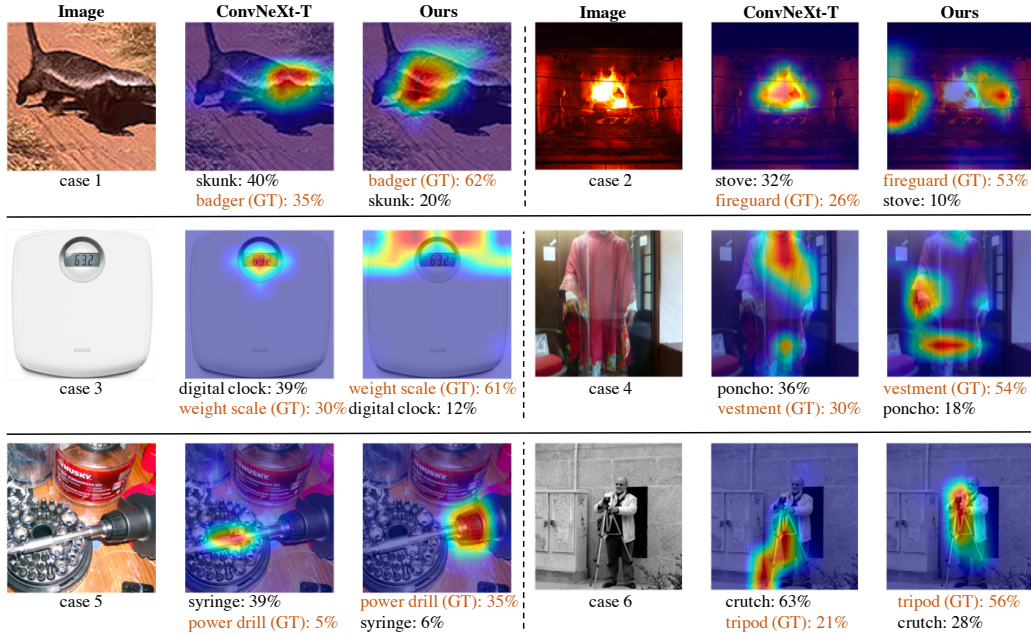 Image ConvNeXt-T Ours Image ConvNeXt-T Ours
case 1
skunk: 40%
badger (GT): 35%
badger (GT): 62%
skunk: 20%
case 2
stove: 32%
fireguard (GT): 26%
fireguard (GT): 53%
stove: 10%
632
PHILIPS
case 3
digital clock: 39%
weight scale (GT): 30%
weight scale (GT): 61%
digital clock: 12%
case 4
poncho: 36%
vestment (GT): 30%
vestment (GT): 54%
poncho: 18%
HUSKY
case 5
syringe: 39%
power drill (GT): 5%
power drill (GT): 35%
syringe: 6%
case 6
crutch: 63%
tripod (GT): 21%
tripod (GT): 56%
crutch: 28%